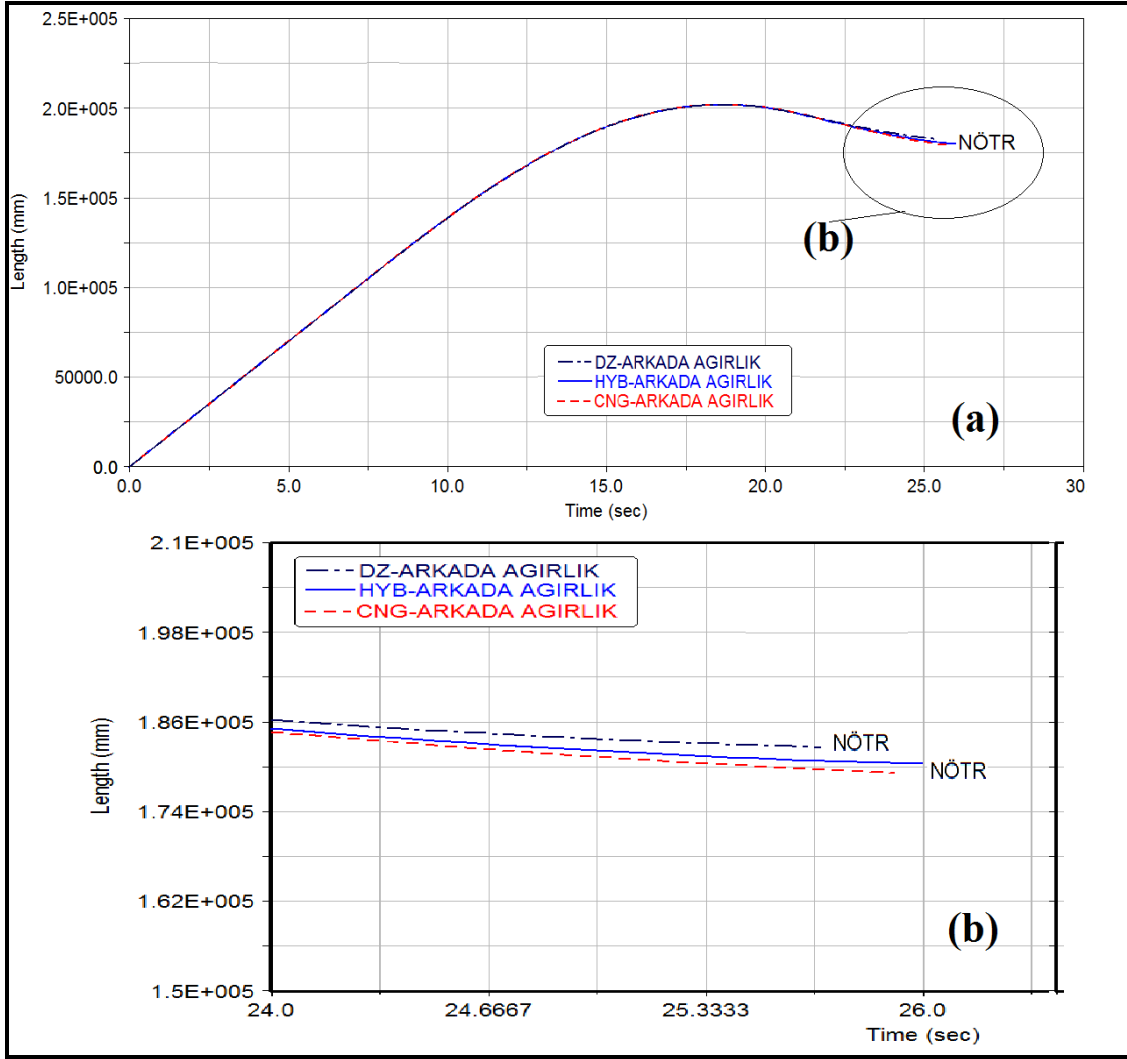 2.5E+005
2.0E+005
1.5E+005
1.0E+005
50000.0
0.0
Length (mm)
NÖTR
(b)
DZ-ARKADA AGIRLIK
HYB-ARKADA AGIRLIK
CNG-ARKADA AGIRLIK
(a)
0.0 5.0 10.0 15.0 20.0 25.0 30
Time (sec)
2.1E+005
1.98E+005
1.86E+005
1.74E+005
1.62E+005
1.5E+005
Length (mm)
DZ-ARKADA AGIRLIK
HYB-ARKADA AGIRLIK
CNG-ARKADA AGIRLIK
NÖTR
NÖTR
(b)
24.0 24.6667 25.3333 26.0
Time (sec)